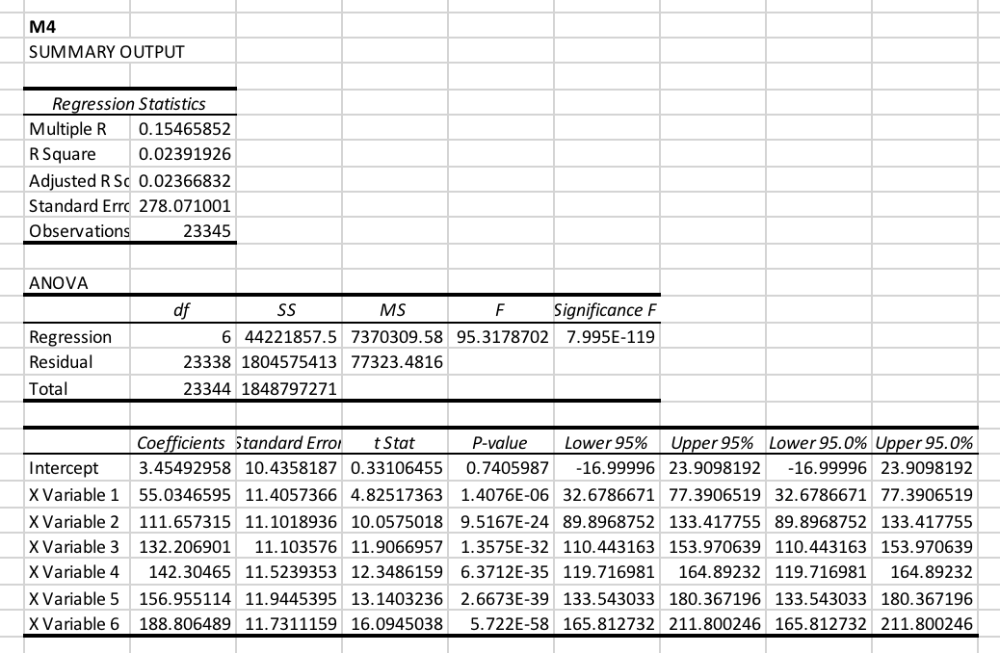 M4
SUMMARY OUTPUT
Regression Statistics
Multiple R 0.15465852
R Square 0.02391926
Adjusted R Sq 0.02366832
Standard Erro 278.071001
Observations 23345
ANOVA
df SS MS F Significance F
Regression 6 44221857.5 7370309.58 95.3178702 7.995E-119
Residual 23338 1804575413 77323.4816
Total 23344 1848797271
Coefficients Standard Error t Stat P-value Lower 95% Upper 95% Lower 95.0% Upper 95.0%
Intercept 3.45492958 10.4358187 0.33106455 0.7405987 -16.99996 23.9098192 -16.99996 23.9098192
X Variable 1 55.0346595 11.4057366 4.82517363 1.4076E-06 32.6786671 77.3906519 32.6786671 77.3906519
X Variable 2 111.657315 11.1018936 10.0575018 9.5167E-24 89.8968752 133.417755 89.8968752 133.417755
X Variable 3 132.206901 11.103576 11.9066957 1.3575E-32 110.443163 153.970639 110.443163 153.970639
X Variable 4 142.30465 11.5239353 12.3486159 6.3712E-35 119.716981 164.89232 119.716981 164.89232
X Variable 5 156.955114 11.9445395 13.1403236 2.6673E-39 133.543033 180.367196 133.543033 180.367196
X Variable 6 188.806489 11.7311159 16.0945038 5.722E-58 165.812732 211.800246 165.812732 211.800246